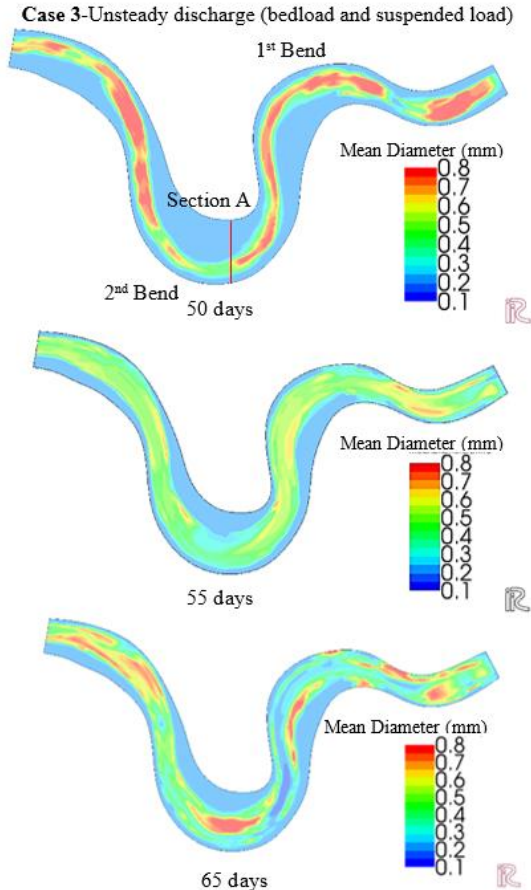 Case 3-Unsteady discharge (bedload and suspended load)
1st Bend
Mean Diameter (mm)
0.8
0.7
0.6
0.5
0.4
0.3
0.2
0.1
Section A
2nd Bend
50 days
iR
Mean Diameter (mm)
0.8
0.7
0.6
0.5
0.4
0.3
0.2
0.1
55 days
iR
Mean Diameter (mm)
0.8
0.7
0.6
0.5
0.4
0.3
0.2
0.1
65 days
iR